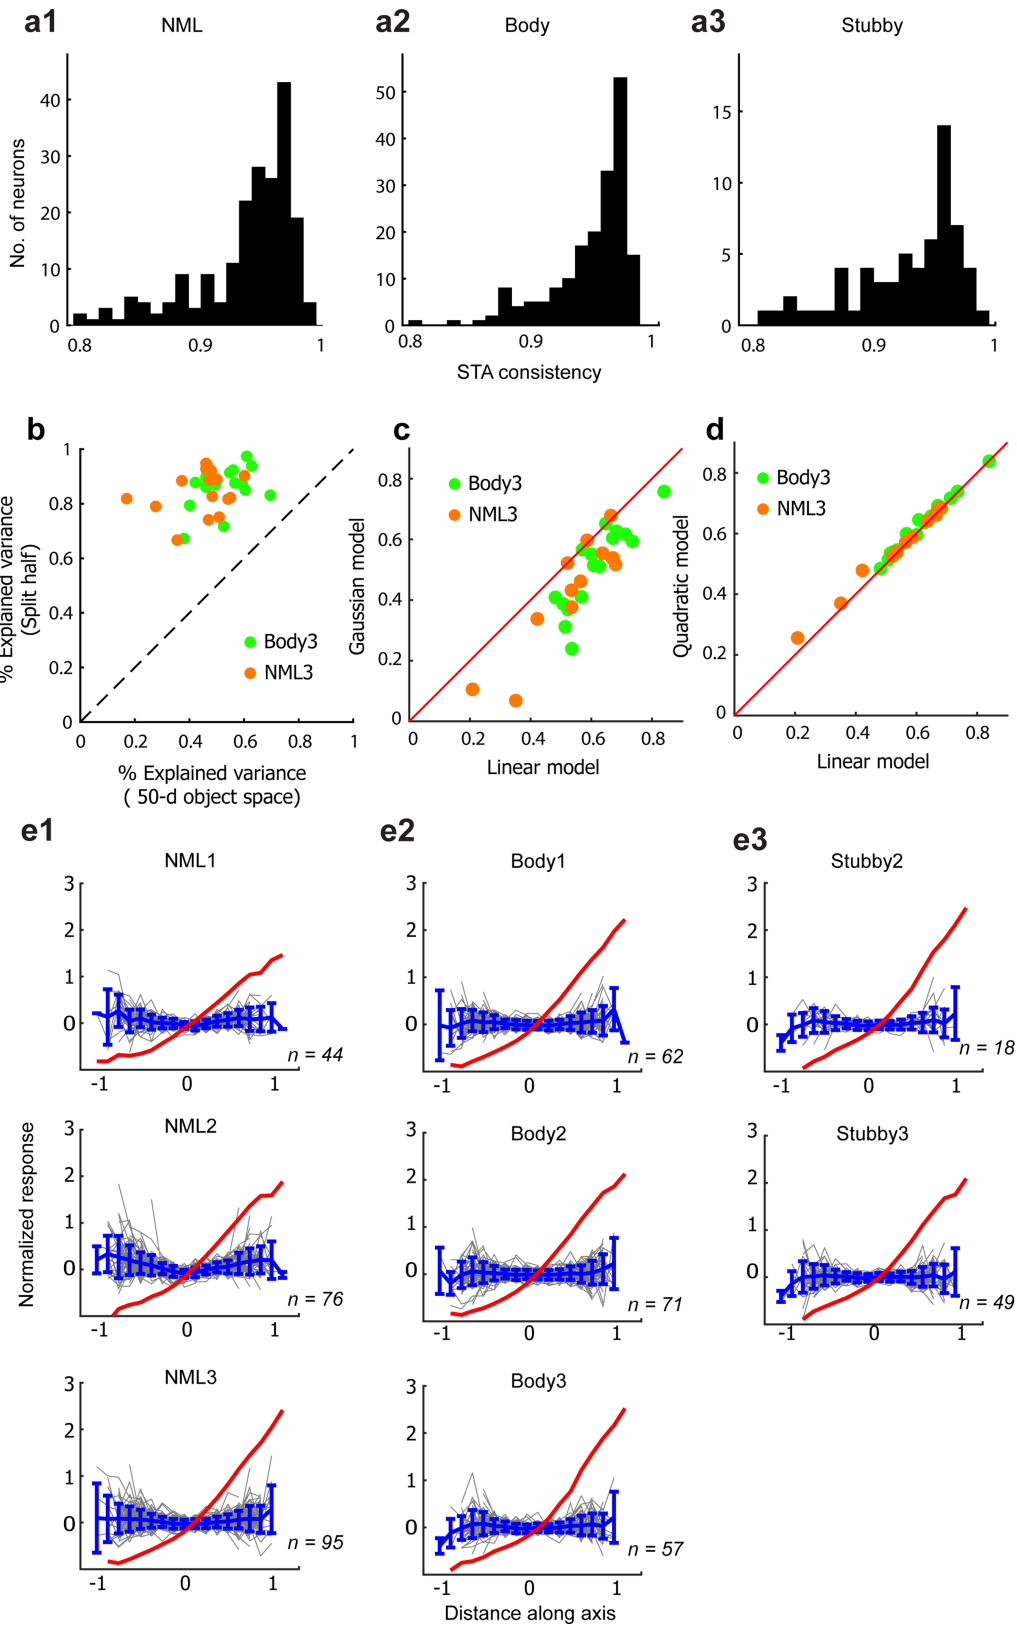 a1
NML
a2
Body
a3
Stubby
No. of neurons
40
30
20
10
0
0.8
0.9
1
50
40
30
20
10
0
0.8
0.9
1
15
10
5
0
0.8
0.9
1
STA consistency
b
% Explained variance
(Split half)
1
0.8
0.6
0.4
0.2
0
0
0.2
0.4
0.6
0.8
1
Body3
NML3
% Explained variance
( 50-d object space)
c
Gaussian model
0.8
0.6
0.4
0.2
0
0
0.2
0.4
0.6
0.8
Body3
NML3
Linear model
d
Quadratic model
0.8
0.6
0.4
0.2
0
0
0.2
0.4
0.6
0.8
Body3
NML3
Linear model
e1
NML1
3
2
1
0
-1
0
1
n = 44
e2
Body1
3
2
1
0
-1
0
1
n = 62
e3
Stubby2
3
2
1
0
-1
0
1
n = 18
Normalized response
NML2
3
2
1
0
-1
0
1
n = 76
Body2
3
2
1
0
-1
0
1
n = 71
Stubby3
3
2
1
0
-1
0
1
n = 49
NML3
3
2
1
0
-1
0
1
n = 95
Body3
3
2
1
0
-1
0
1
n = 57
Distance along axis